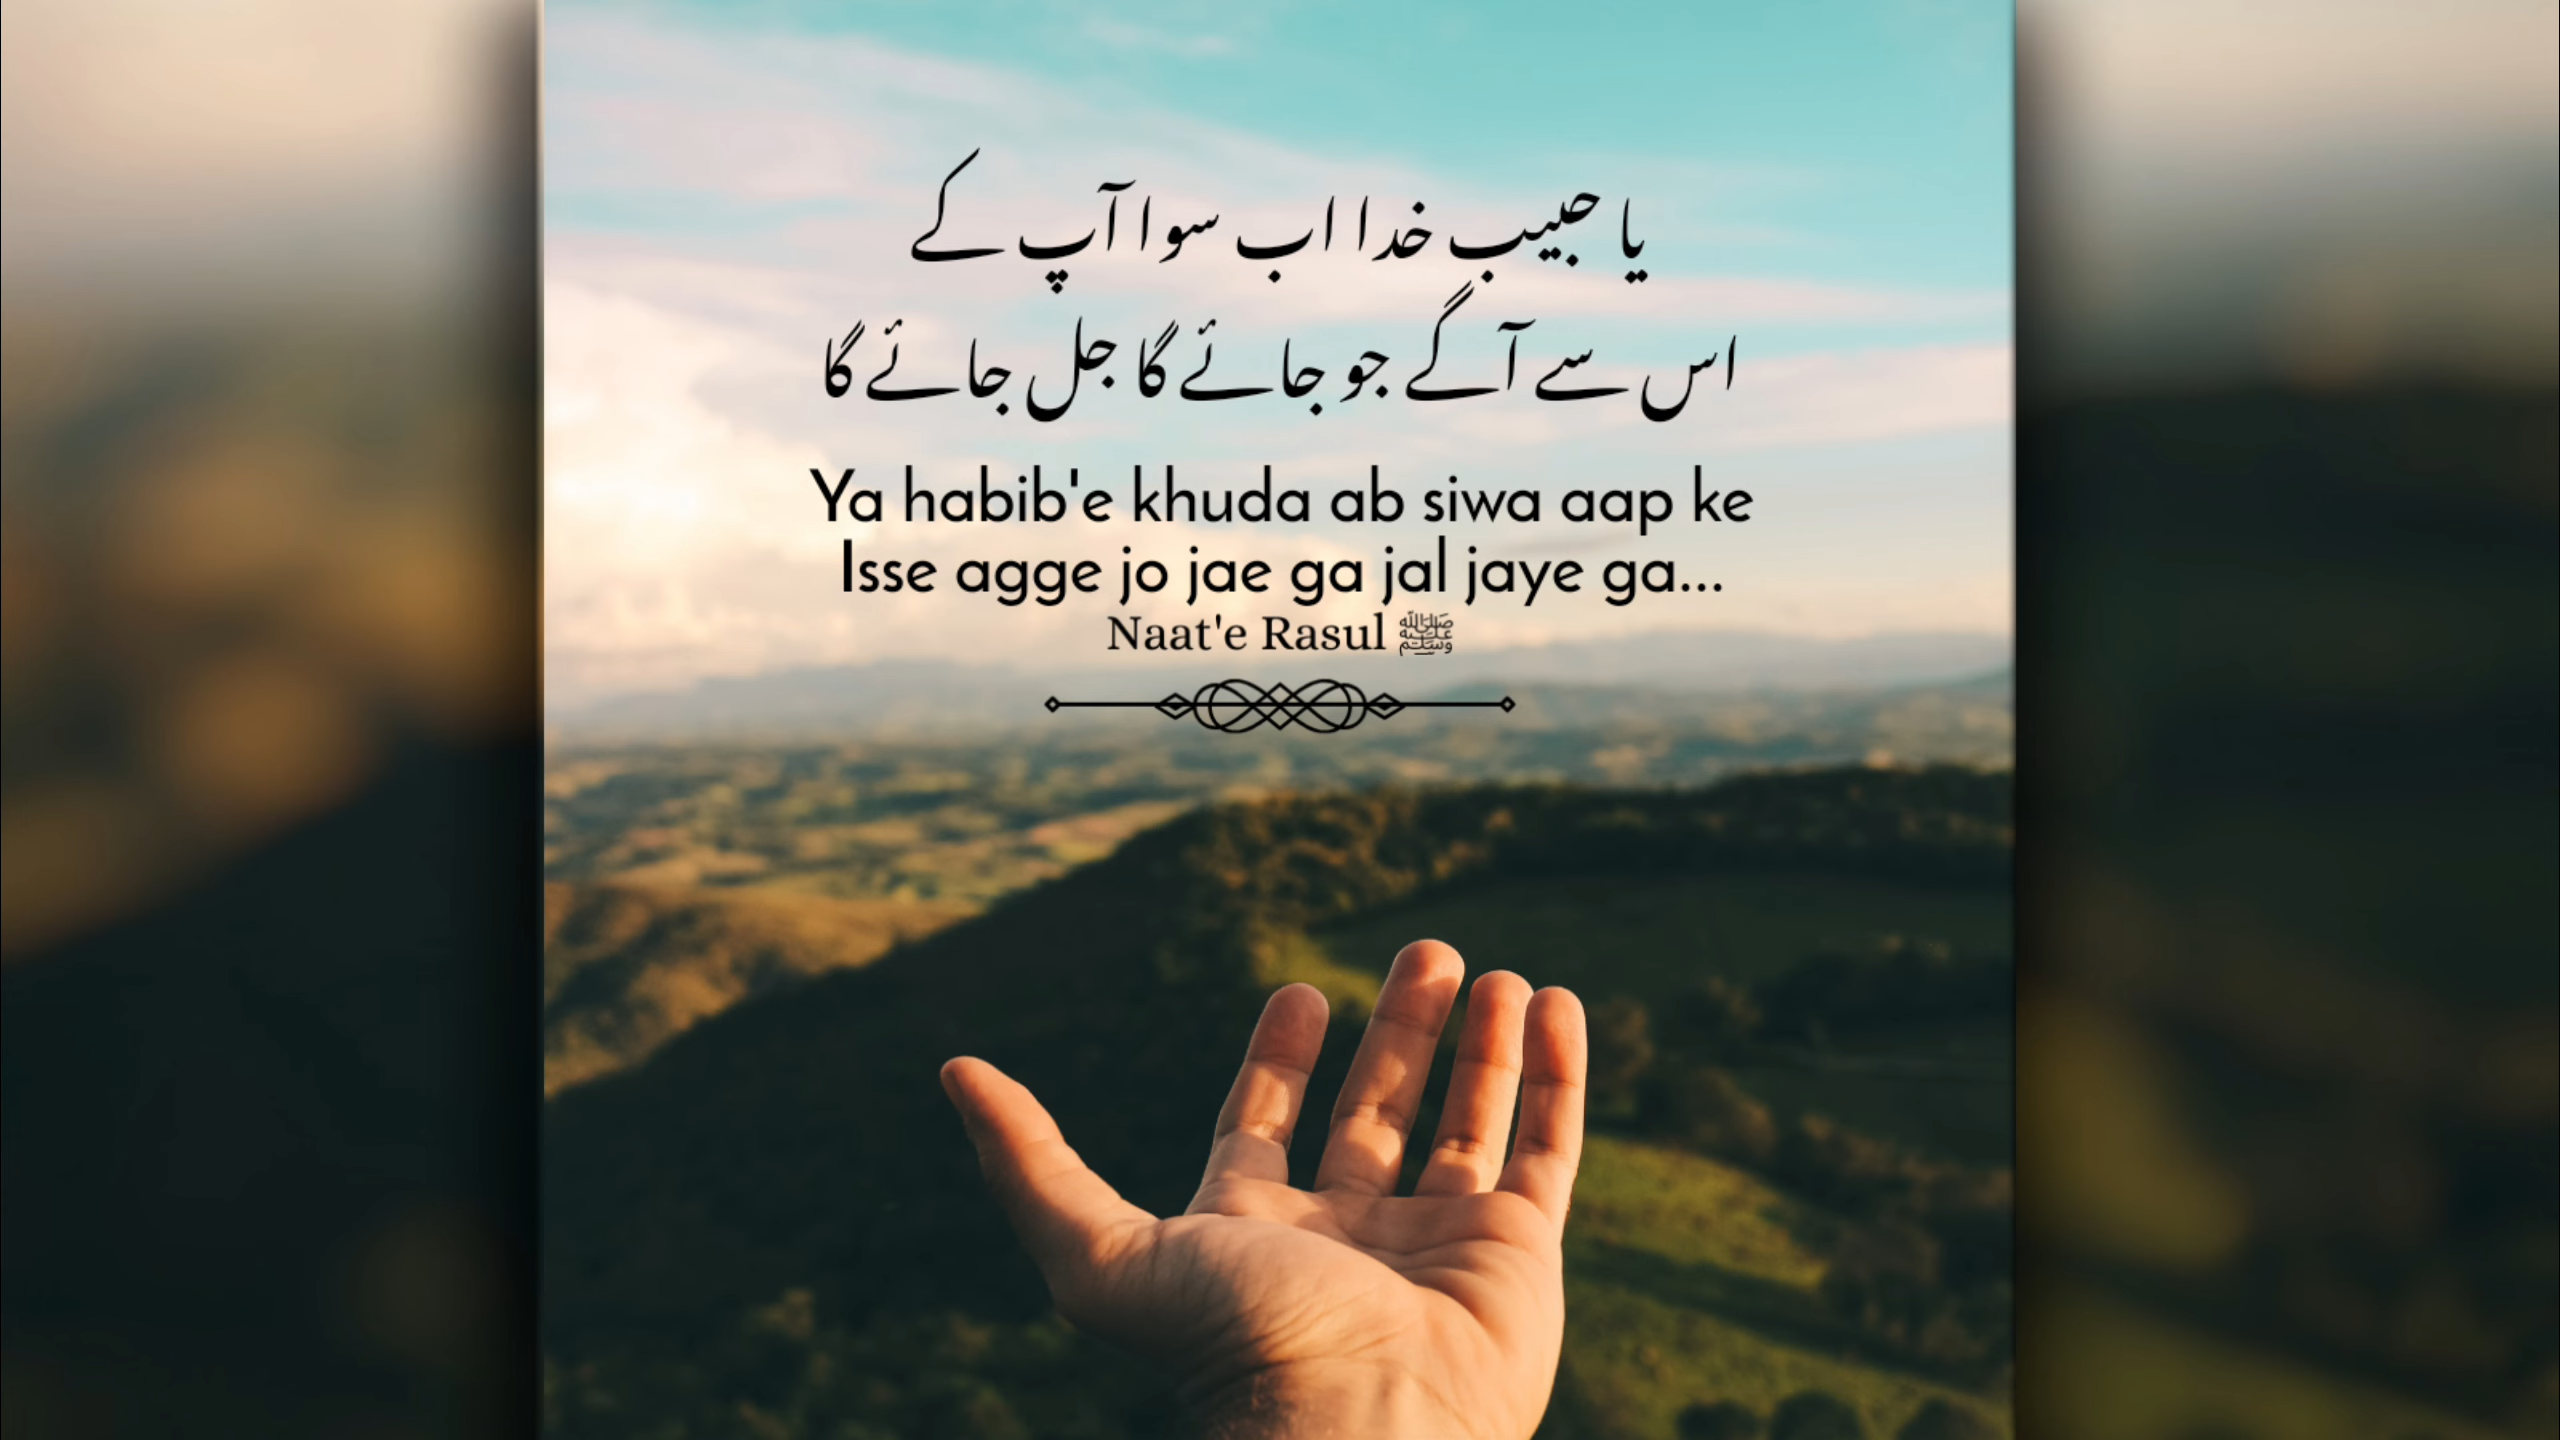 یا حبیب خدا اب سوا آپ کے
اس سے آگے جو جائے گا جل جائے گا
Ya habib'e khuda ab siwa aap ke
Isse agge jo jae ga jal jaye ga...
Naat'e Rasul ﷺ